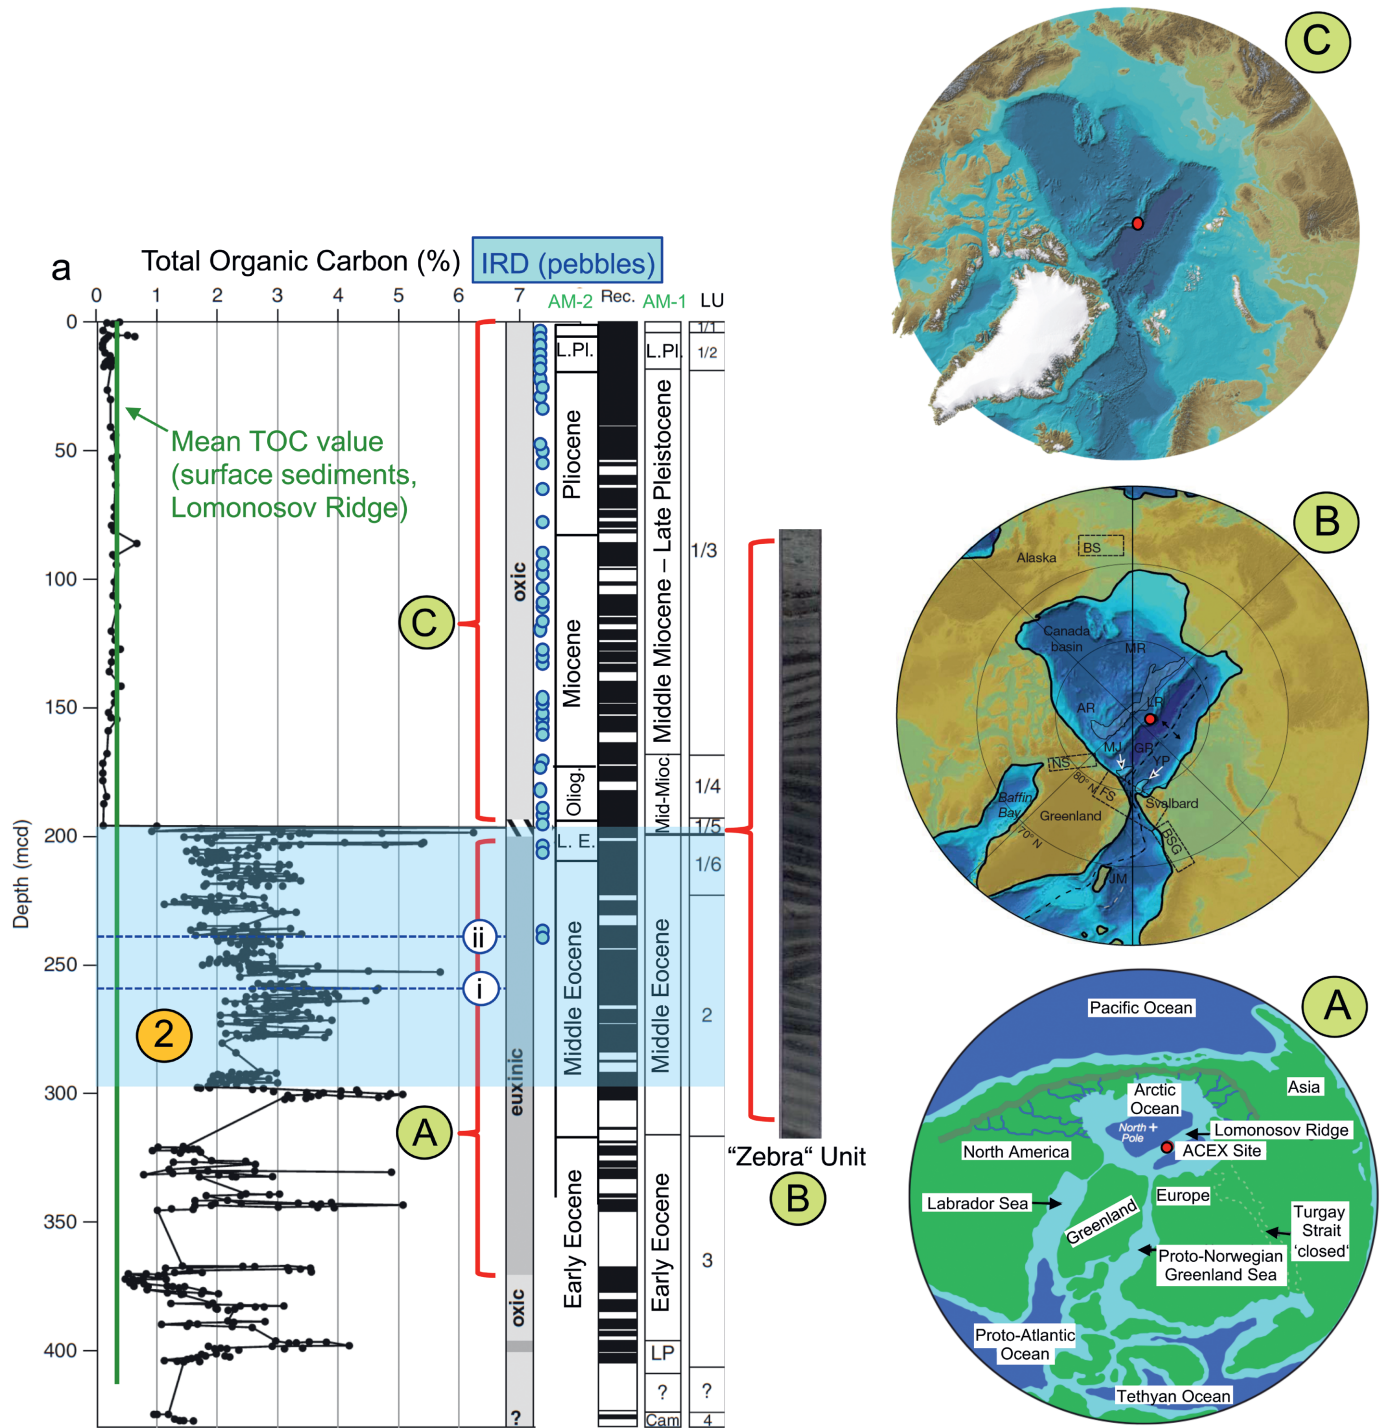 a
Total Organic Carbon (%)
IRD (pebbles)
0 1 2 3 4 5 6 7
AM-2
Rec.
AM-1
LU
Depth (mcd)
0
50
100
150
200
250
300
350
400
Mean TOC value
(surface sediments,
Lomonosov Ridge)
C
A
2
ii
i
oxic
euxinic
oxic
?
L.Pl.
Pliocene
Miocene
Oliog.
L. E.
Middle Eocene
Early Eocene
L.Pl.
Middle Miocene – Late Pleistocene
Mid-Mioc.
Middle Eocene
Early Eocene
LP
?
Cam
1/1
1/2
1/3
1/4
1/5
1/6
2
3
?
4
"Zebra" Unit
B
C
B
Alaska
BS
Canada
basin
MR
LR
AR
MJ
GR
YP
NS
80° N
FS
Svalbard
Baffin
Bay
Greenland
70° N
BSG
JM
A
Pacific Ocean
Asia
Arctic
Ocean
North
Pole
+
Lomonosov Ridge
ACEX Site
North America
Labrador Sea
Europe
Greenland
Turgay
Strait
'closed'
Proto-Norwegian
Greenland Sea
Proto-Atlantic
Ocean
Tethyan Ocean